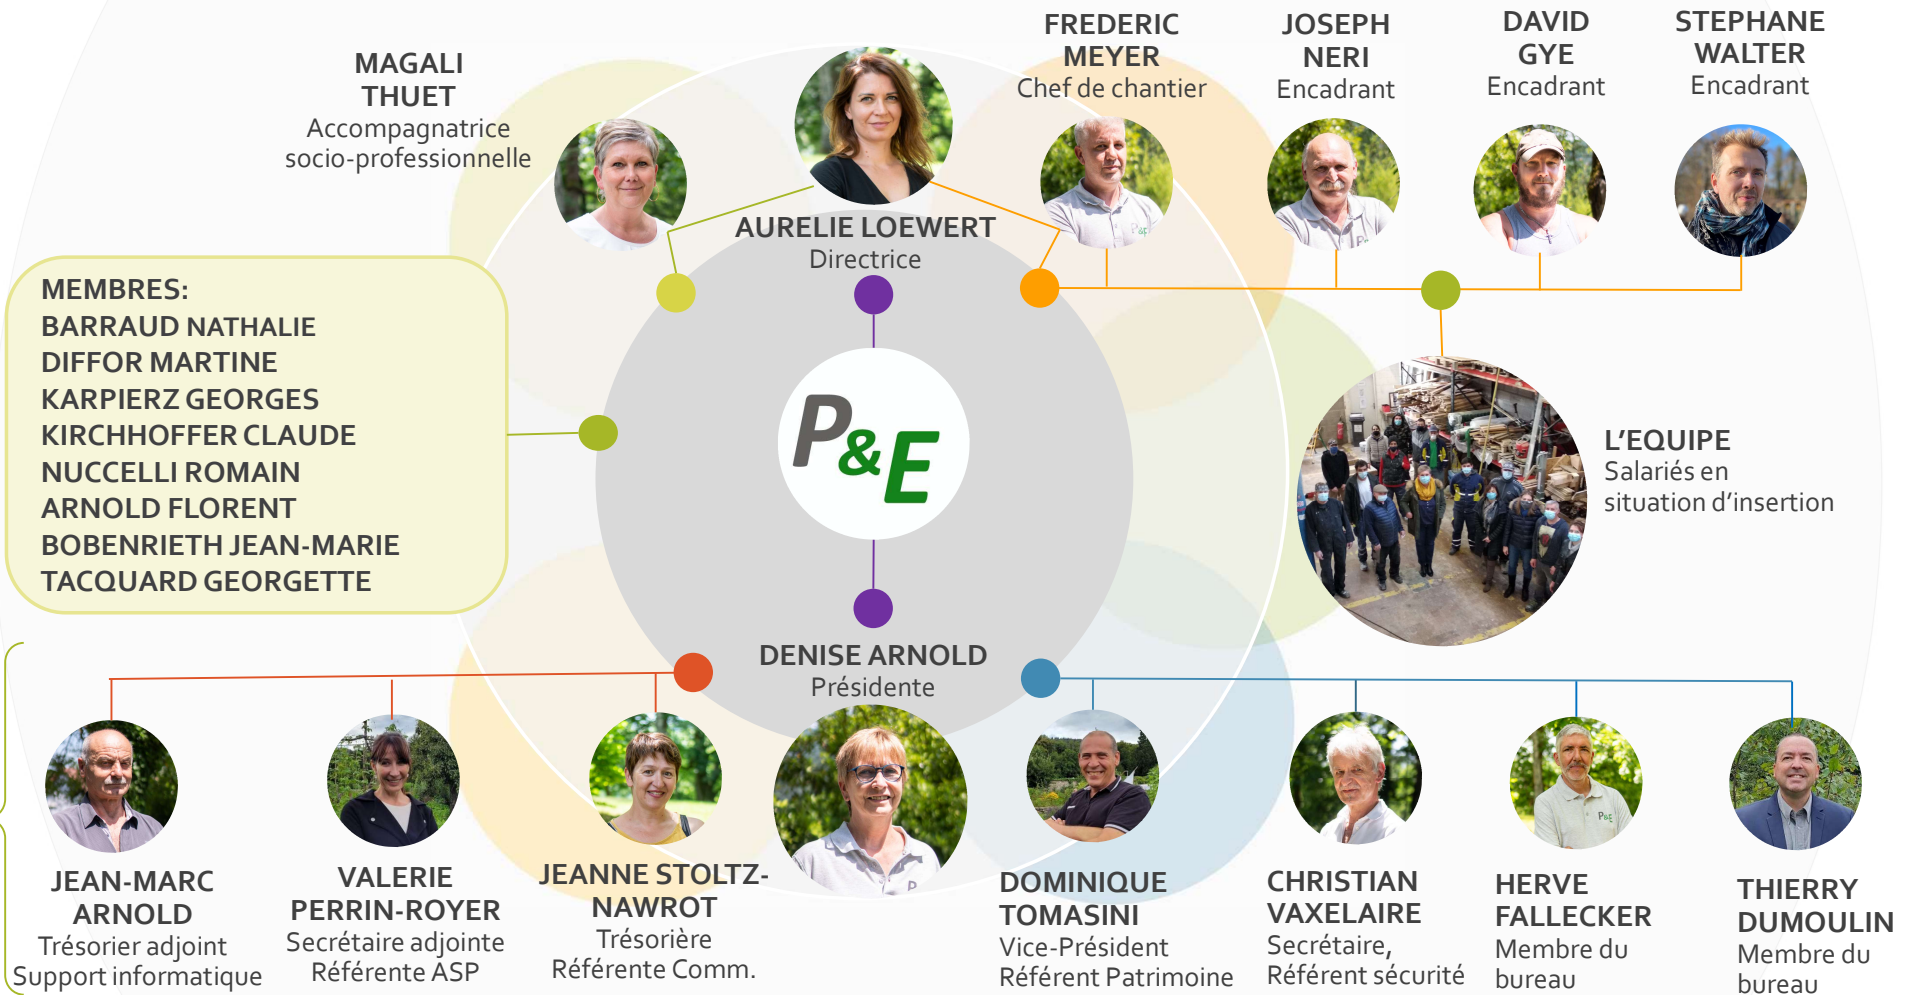 MAGALI
THUET
Accompagnatrice
socio-professionnelle
AURELIE LOEWERT
Directrice
FREDERIC
MEYER
Chef de chantier
JOSEPH
NERI
Encadrant
DAVID
GYE
Encadrant
STEPHANE
WALTER
Encadrant
MEMBRES:
BARRAUD NATHALIE
DIFFOR MARTINE
KARPIERZ GEORGES
KIRCHHOFFER CLAUDE
NUCCELLI ROMAIN
ARNOLD FLORENT
BOBENRIETH JEAN-MARIE
TACQUARD GEORGETTE
P&E
L'EQUIPE
Salariés en
situation d'insertion
DENISE ARNOLD
Présidente
JEAN-MARC
ARNOLD
Trésorier adjoint
Support informatique
VALERIE
PERRIN-ROYER
Secrétaire adjointe
Référente ASP
JEANNE STOLTZ-
NAWROT
Trésorière
Référente Comm.
DOMINIQUE
TOMASINI
Vice-Président
Référent Patrimoine
CHRISTIAN
VAXELAIRE
Secrétaire,
Référent sécurité
HERVE
FALLECKER
Membre du
bureau
P&E
THIERRY
DUMOULIN
Membre du
bureau